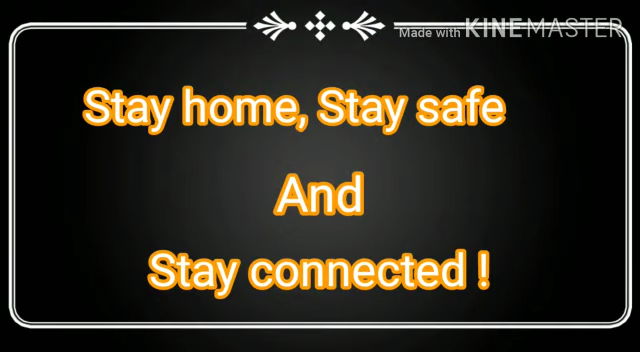 Made with KINEMASTER
Stay home, Stay safe
And
Stay connected !